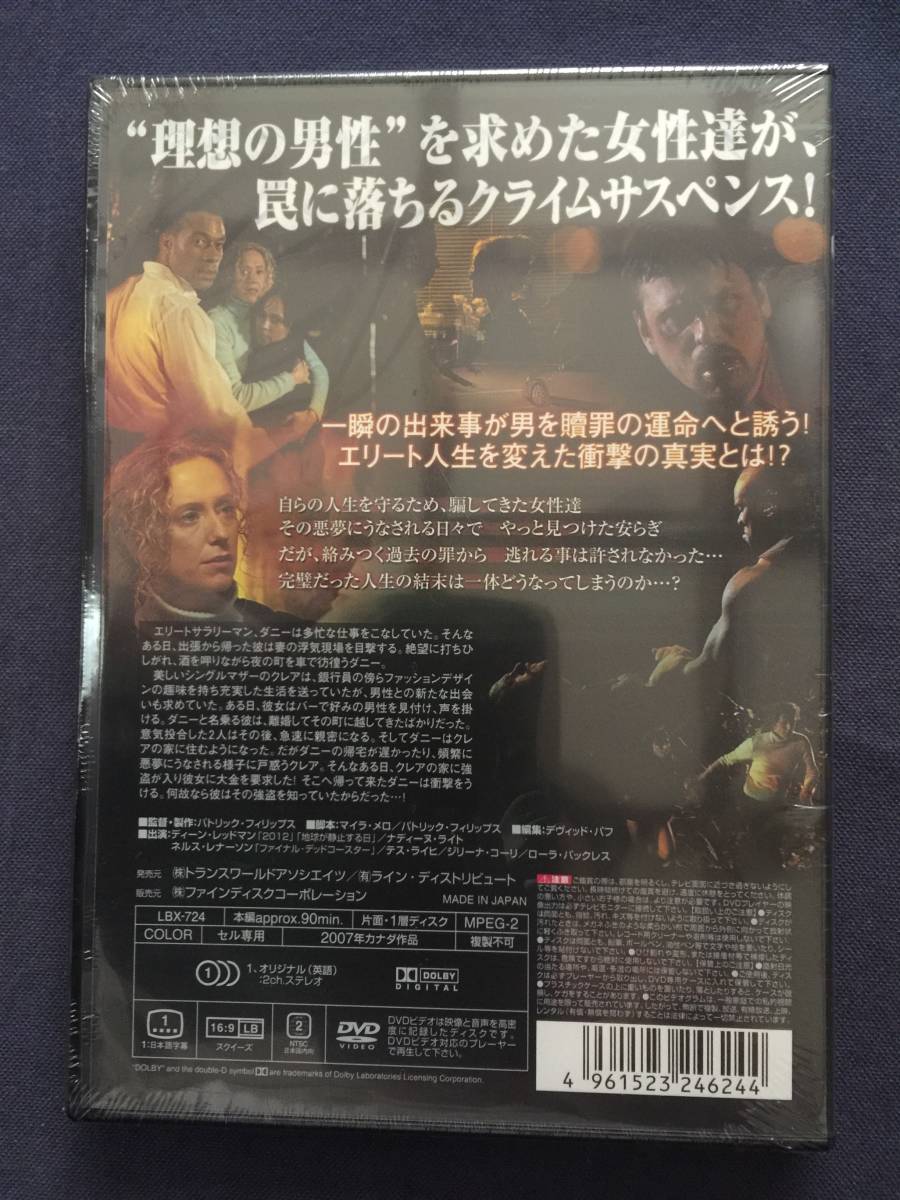 “理想の男性”を求めた女性達が、
罠に落ちるクライムサスペンス!
一瞬の出来事が男を贖罪の運命へと誘う!
エリート人生を変えた衝撃の真実とは!?
自らの人生を守るため、騙してきた女性達
その悪夢にうなされる日々で やっと見つけた安らぎ
だが、絡みつく過去の罪から 逃れる事は許されなかった…
完璧だった人生の結末は一体どうなってしまうのか…?
エリートサラリーマン、ダニーは多忙な仕事をこなしていた。そんな
ある日、出張から帰った彼は妻の浮気現場を目撃する。絶望に打ちひ
しがれ、酒を呷りながら夜の町を車で彷徨うダニー。
美しいシングルマザーのクレアは、銀行員の傍らファッションデザイ
ンの趣味を持ち充実した生活を送っていたが、男性との新たな出会
いも求めていた。ある日、彼女はバーで好みの男性を見付け、声を掛
ける。ダニーと名乗る彼は、離婚してその町に越してきたばかりだった。
意気投合した2人はその後、急速に親密になる。そしてダニーはクレ
アの家に住むようになった。だがダニーの帰宅が遅かったり、頻繁に
悪夢にうなされる様子に戸惑うクレア。そんなある日、クレアの家に強
盗が入り彼女に大金を要求した! そこへ帰って来たダニーは衝撃をう
ける。何故なら彼はその強盗を知っていたからだった…!
■監督・製作:パトリック・フィリップス ■脚本:マイラ・メロ/パトリック・フィリップス ■編集:デヴィッド・パフ
■出演:ディーン・レッドマン「2012」「地球が静止する日」/ナディーヌ・ライト
ネルス・レナーソン「ファイナル・デッドコースター」/テス・ライヒ/ジリーナ・コーリ/ローラ・バックレス
発売元 ㈱トランスワールドアソシエイツ/㈲ライン・ディストリビュート
販売元 ㈱ファインディスクコーポレーション
MADE IN JAPAN
LBX-724 本編approx.90min. 片面・1層ディスク MPEG-2
COLOR セル専用 2007年カナダ作品 複製不可
1 1、オリジナル(英語)
:2ch.ステレオ
DOLBY
DIGITAL
1
1:日本語字幕
16:9 LB
スクイーズ
2
NTSC
日本国内向
DVD
VIDEO
DVDビデオは映像と音声を高密
度に記録したディスクです。
DVDビデオ対応のプレーヤー
で再生して下さい。
"DOLBY" and the double-D symbol are trademarks of Dolby Laboratories Licensing Corporation.
注意
4 961523 246244